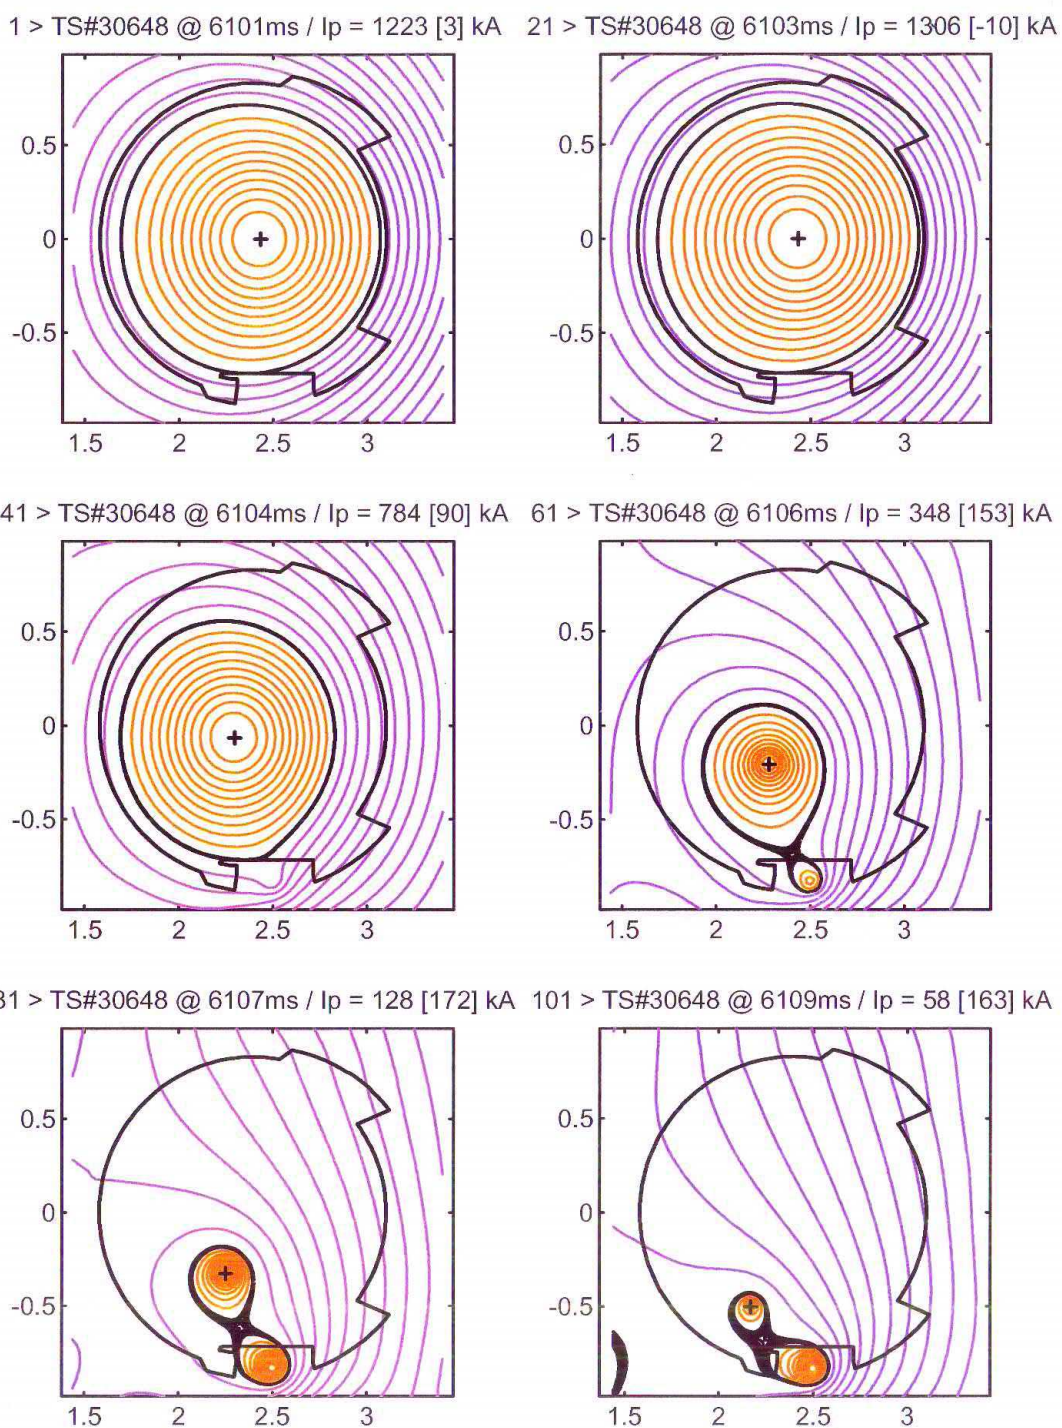 1 > TS#30648 @ 6101ms / Ip = 1223 [3] kA 21 > TS#30648 @ 6103ms / Ip = 1306 [-10] kA
0.5 0.5
0 0
-0.5 -0.5
1.5 2 2.5 3 1.5 2 2.5 3
41 > TS#30648 @ 6104ms / Ip = 784 [90] kA 61 > TS#30648 @ 6106ms / Ip = 348 [153] kA
0.5 0.5
0 0
-0.5 -0.5
1.5 2 2.5 3 1.5 2 2.5 3
31 > TS#30648 @ 6107ms / Ip = 128 [172] kA 101 > TS#30648 @ 6109ms / Ip = 58 [163] kA
0.5 0.5
0 0
-0.5 -0.5
1.5 2 2.5 3 1.5 2 2.5 3